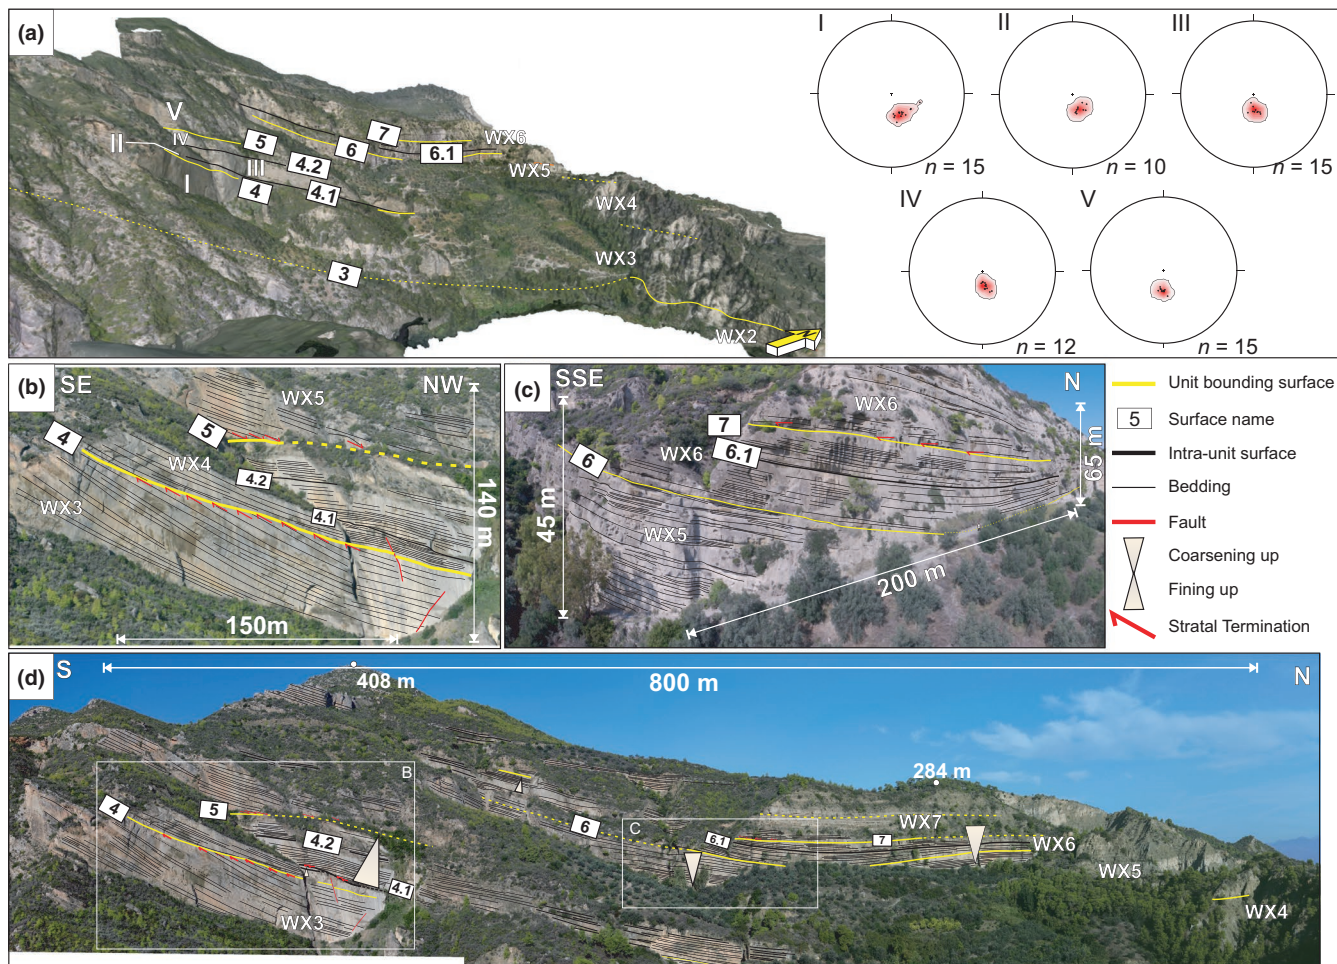 (a)
V
IV
II
I
III
5
4
4.2
4.1
7
6
6.1
3
WX6
WX5
WX4
WX3
WX2
I
n = 15
II
n = 10
III
n = 15
IV
n = 12
V
n = 15
(b)
SE
NW
WX5
5
4
WX4
4.2
4.1
WX3
140 m
150m
(c)
SSE
N
WX6
7
6.1
WX6
6
WX5
45 m
65 m
200 m
Unit bounding surface
5 Surface name
Intra-unit surface
Bedding
Fault
Coarsening up
Fining up
Stratal Termination
(d)
S
N
408 m
800 m
B
4
5
4.2
4.1
WX3
6
C
6.1
7
284 m
WX7
WX6
WX5
WX4